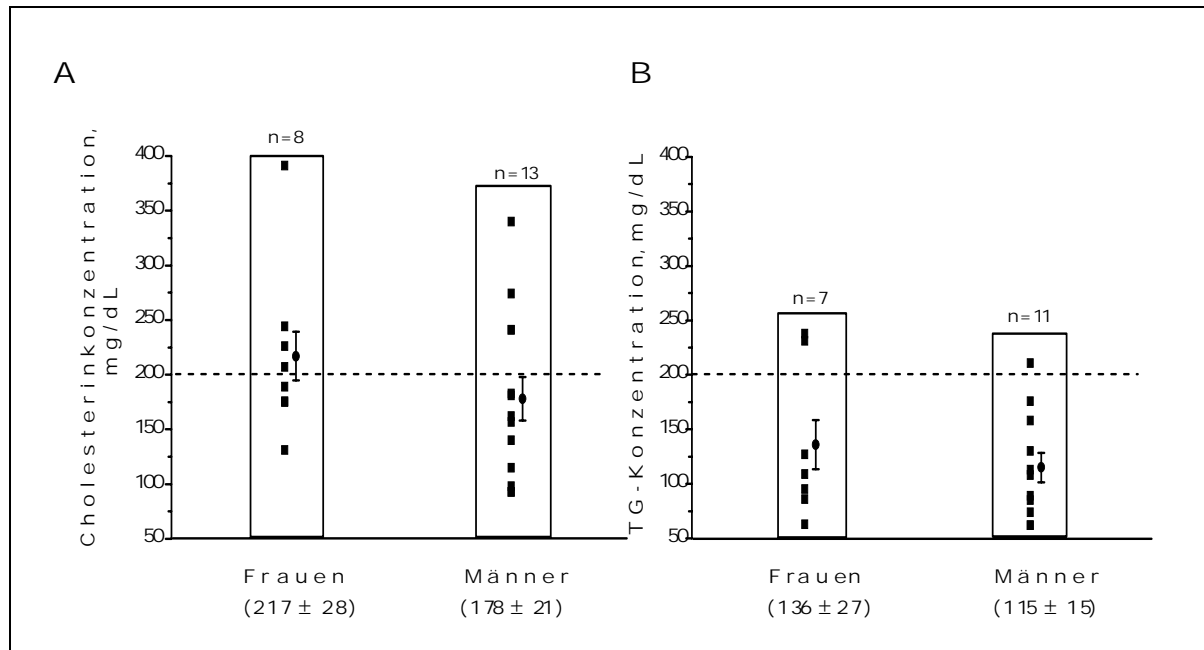 A
Cholesterinkonzentration,
mg/dL
400
350
300
250
200
150
100
50
n=8
n=13
Frauen
(217 ± 28)
Männer
(178 ± 21)
B
TG-Konzentration, mg/dL
400
350
300
250
200
150
100
50
n=7
n=11
Frauen
(136 ± 27)
Männer
(115 ± 15)